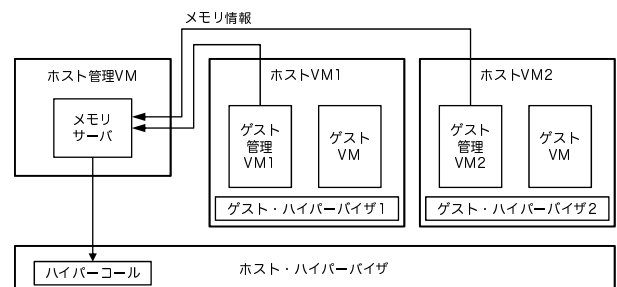 メモリ情報
ホスト管理VM
メモリ
サーバ
ホストVM1
ゲスト
管理
VM1
ゲスト
VM
ゲスト・ハイパーバイザ1
ホストVM2
ゲスト
管理
VM2
ゲスト
VM
ゲスト・ハイパーバイザ2
ハイパーコール
ホスト・ハイパーバイザ